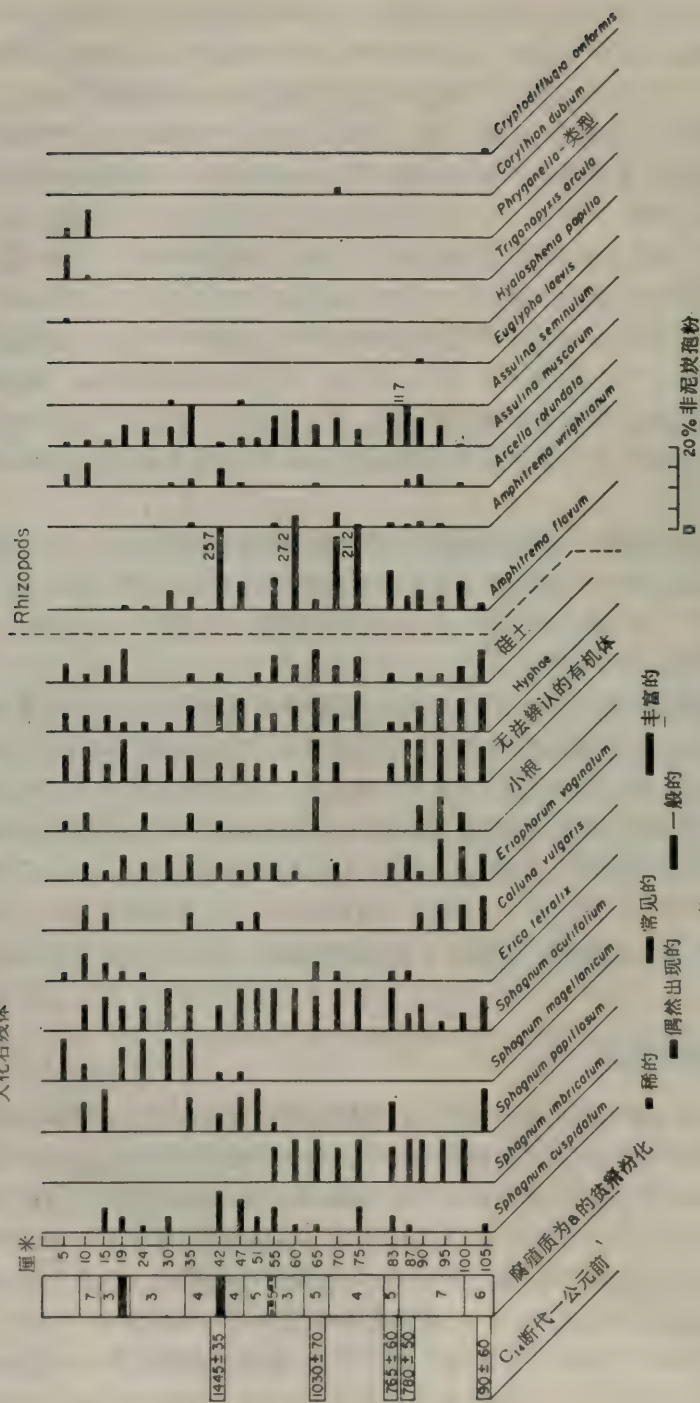 大化石残体
厘米
5
10
15
19
24
30
35
42
47
51
55
60
65
70
75
83
87
90
95
100
105
7
3
3
4
4
5
3
5
4
5
7
6
1445±35
1030±70
765±60
780±50
90±60
C₁₄断代—公元前
腐殖质为8的贫瘠粉化
Sphagnum cuspidatum
Sphagnum imbricatum
Sphagnum papillosum
Sphagnum magellanicum
Sphagnum acutifolium
Erica tetralix
Calluna vulgaris
Eriophorum vaginatum
小根
无法辨认的有机体
Hyphae
硅土
Rhizopods
257
272
212
117
Amphitrema flavum
Amphitrema wrightianum
Arcella rotundata
Assulina muscorum
Assulina seminulum
Euglypha laevis
Hyalosphenia papilio
Trigonopyxis arcula
Phryganella-类型
Corythion dubium
Cryptodifflugia oviformis
稀的
偶然出现的
常见的
一般的
丰富的
0 20% 非泥炭孢粉